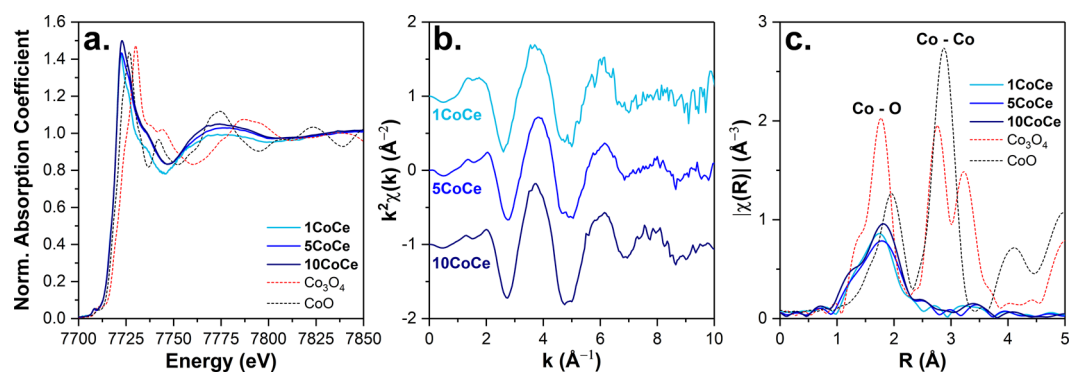 a.
Norm. Absorption Coefficient
1.6
1.4
1.2
1.0
0.8
0.6
0.4
0.2
0.0
1CoCe
5CoCe
10CoCe
Co₃O₄
CoO
7700 7725 7750 7775 7800 7825 7850
Energy (eV)
b.
k²χ(k) (Å⁻²)
2
1
0
-1
-2
1CoCe
5CoCe
10CoCe
0 2 4 6 8 10
k (Å⁻¹)
c.
|χ(R)| (Å⁻³)
3
2
1
0
Co - Co
Co - O
1CoCe
5CoCe
10CoCe
Co₃O₄
CoO
0 1 2 3 4 5
R (Å)